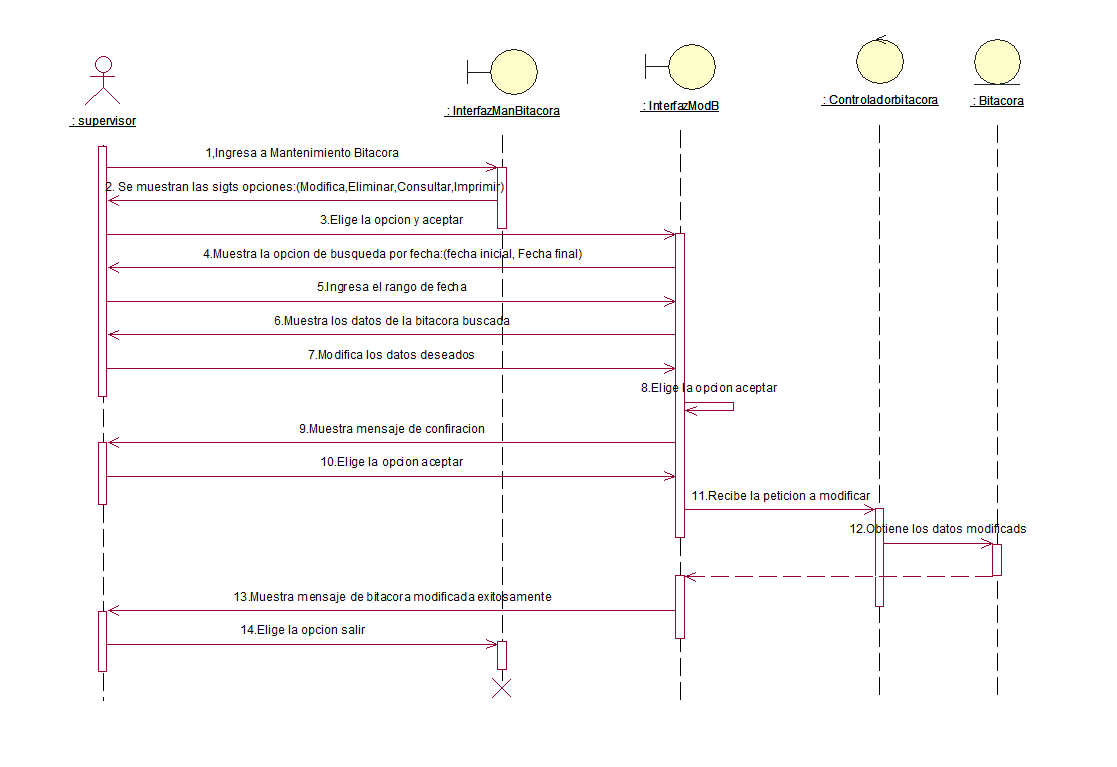 : supervisor
: InterfazManBitacora
: InterfazModB
: Controladorbitacora
: Bitacora
1,Ingresa a Mantenimiento Bitacora
2. Se muestran las sigts opciones:(Modifica,Eliminar,Consultar,Imprimir)
3.Elige la opcion y aceptar
4.Muestra la opcion de busqueda por fecha:(fecha inicial, Fecha final)
5.Ingresa el rango de fecha
6.Muestra los datos de la bitacora buscada
7.Modifica los datos deseados
8.Elige la opcion aceptar
9.Muestra mensaje de confiracion
10.Elige la opcion aceptar
11.Recibe la peticion a modificar
12.Obtiene los datos modificads
13.Muestra mensaje de bitacora modificada exitosamente
14.Elige la opcion salir